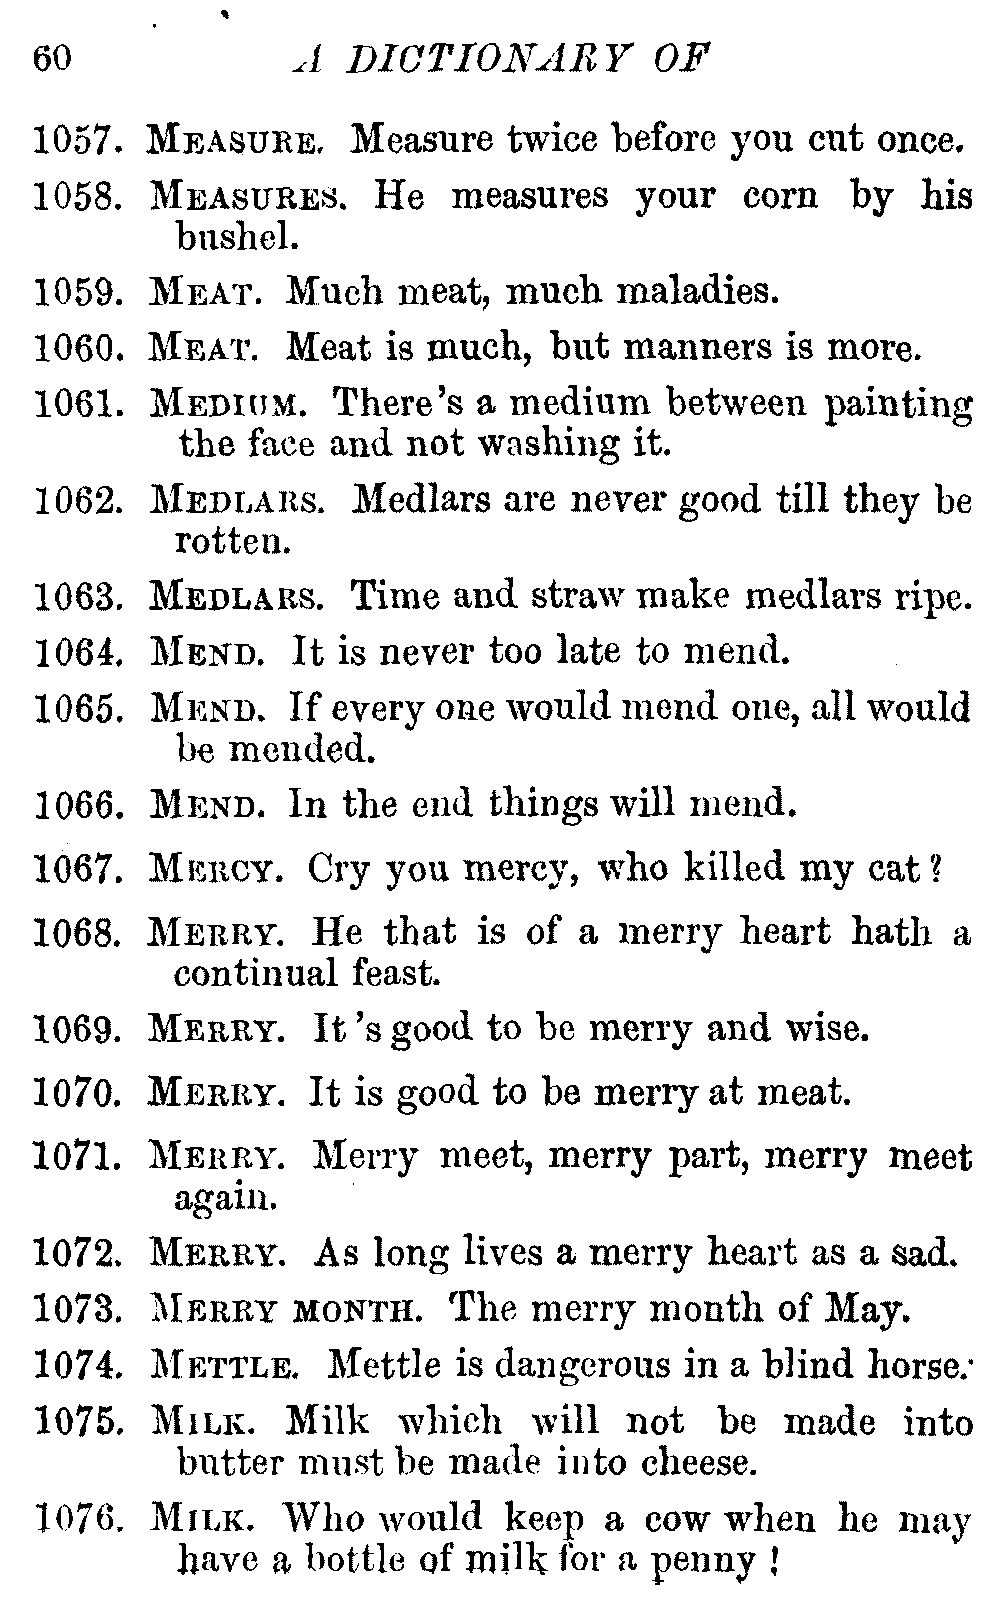 60 A DICTIONARY OF
1057. MEASURE. Measure twice before you cut once.
1058. MEASURES. He measures your corn by his
bushel.
1059. MEAT. Much meat, much maladies.
1060. MEAT. Meat is much, but manners is more.
1061. MEDIUM. There's a medium between painting
the face and not washing it.
1062. MEDLARS. Medlars are never good till they be
rotten.
1063. MEDLARS. Time and straw make medlars ripe.
1064. MEND. It is never too late to mend.
1065. MEND. If every one would mend one, all would
be mended.
1066. MEND. In the end things will mend.
1067. MERCY. Cry you mercy, who killed my cat?
1068. MERRY. He that is of a merry heart hath a
continual feast.
1069. MERRY. It 's good to be merry and wise.
1070. MERRY. It is good to be merry at meat.
1071. MERRY. Merry meet, merry part, merry meet
again.
1072. MERRY. As long lives a merry heart as a sad.
1073. MERRY MONTH. The merry month of May.
1074. METTLE. Mettle is dangerous in a blind horse.
1075. MILK. Milk which will not be made into
butter must be made into cheese.
1076. MILK. Who would keep a cow when he may
have a bottle of milk for a penny!